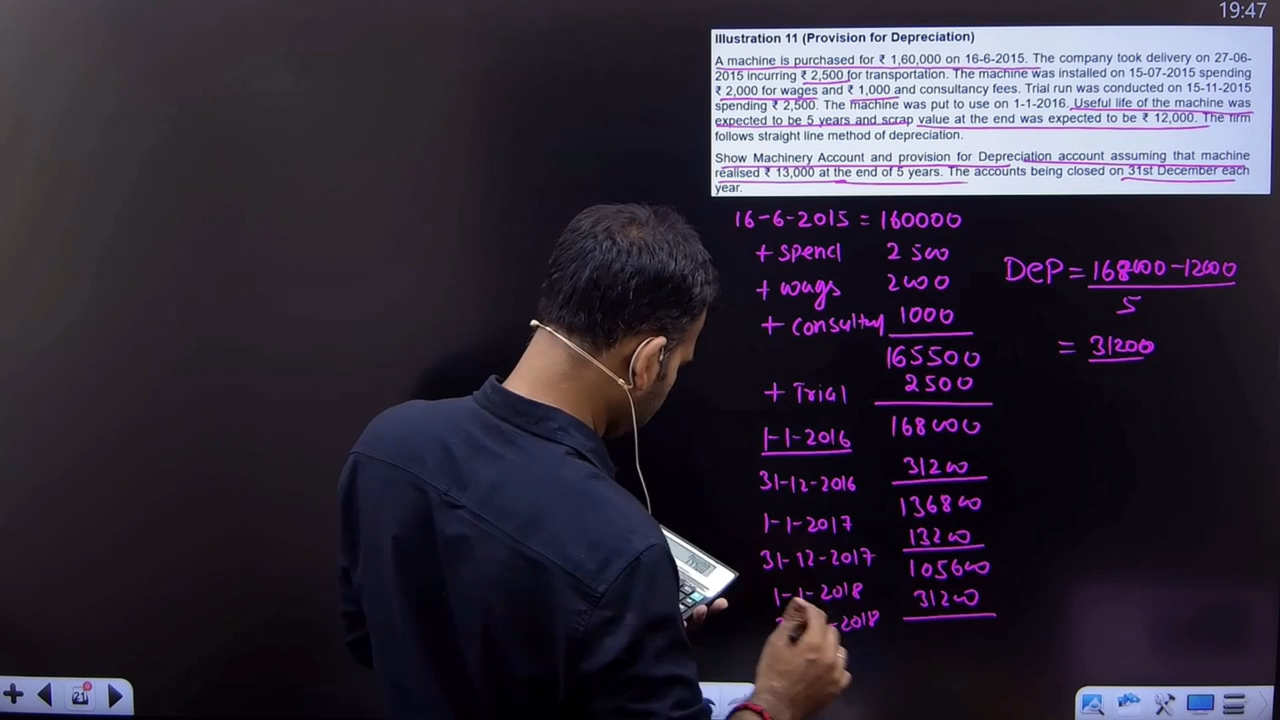 19:47
Illustration 11 (Provision for Depreciation)
A machine is purchased for ₹ 1,60,000 on 16-6-2015. The company took delivery on 27-06-
2015 incurring ₹ 2,500 for transportation. The machine was installed on 15-07-2015 spending
₹ 2,000 for wages and ₹ 1,000 and consultancy fees. Trial run was conducted on 15-11-2015
spending ₹ 2,500. The machine was put to use on 1-1-2016. Useful life of the machine was
expected to be 5 years and scrap value at the end was expected to be ₹ 12,000. The firm
follows straight line method of depreciation.
Show Machinery Account and provision for Depreciation account assuming that machine
realised ₹ 13,000 at the end of 5 years. The accounts being closed on 31st December each
year.
16-6-2015 = 160000
+ spend 2500
+ wags 2000
+ consultary 1000
165500
+ Trial 2500
1-1-2016 168000
31-12-2016 31200
1-1-2017 136800
31-12-2017 13200
1-1-2018 105600
-2018 31200
DeP = 168000-12000
5
= 31200
21